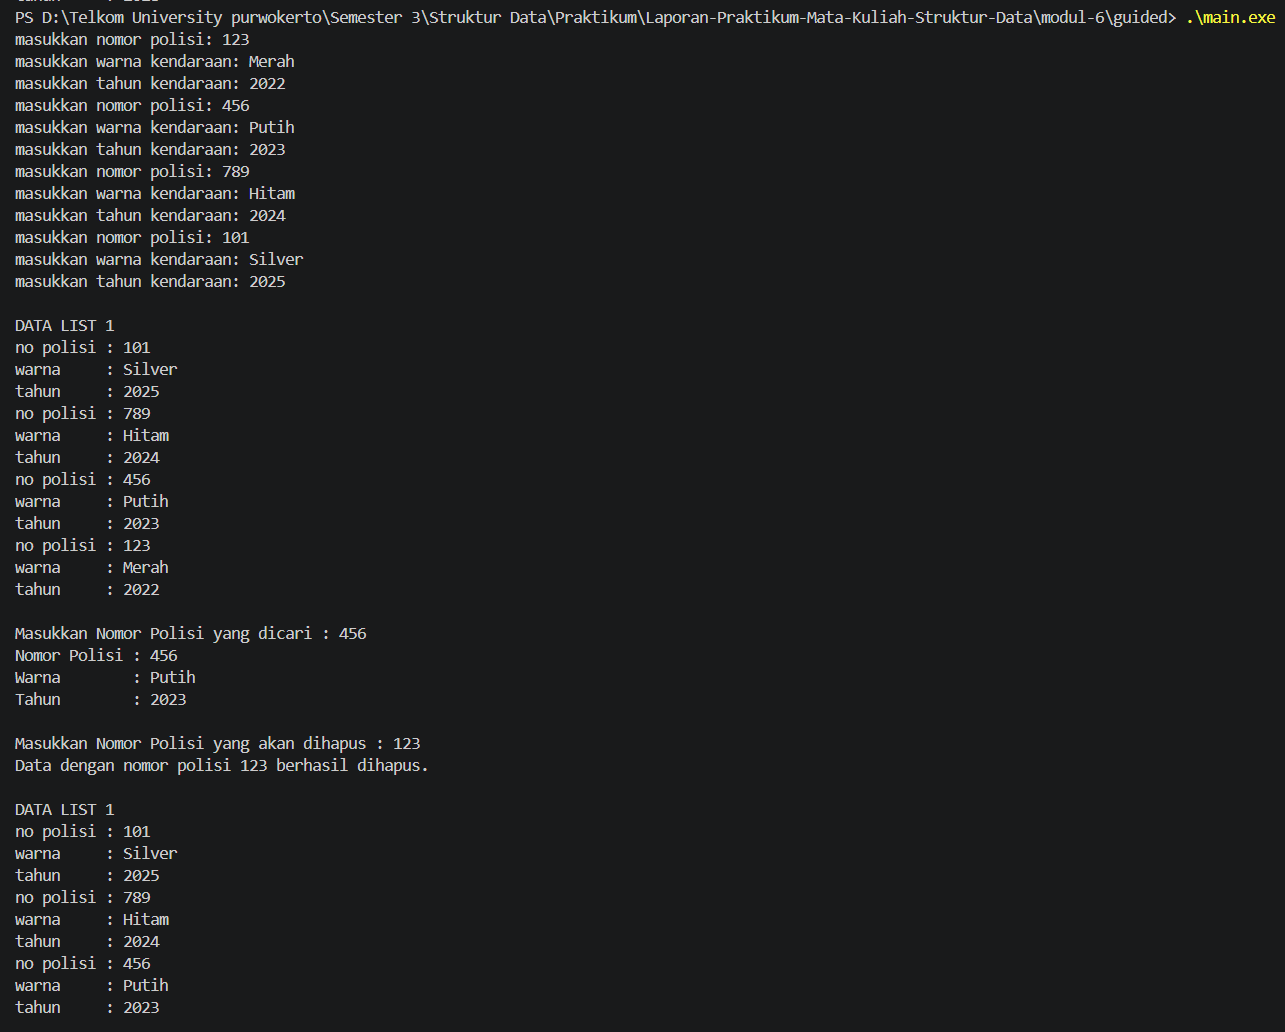 PS D:\Telkom University purwokerto\Semester 3\Struktur Data\Praktikum\Laporan-Praktikum-Mata-Kuliah-Struktur-Data\modul-6\guided> .\main.exe
masukkan nomor polisi: 123
masukkan warna kendaraan: Merah
masukkan tahun kendaraan: 2022
masukkan nomor polisi: 456
masukkan warna kendaraan: Putih
masukkan tahun kendaraan: 2023
masukkan nomor polisi: 789
masukkan warna kendaraan: Hitam
masukkan tahun kendaraan: 2024
masukkan nomor polisi: 101
masukkan warna kendaraan: Silver
masukkan tahun kendaraan: 2025

DATA LIST 1
no polisi : 101
warna     : Silver
tahun     : 2025
no polisi : 789
warna     : Hitam
tahun     : 2024
no polisi : 456
warna     : Putih
tahun     : 2023
no polisi : 123
warna     : Merah
tahun     : 2022

Masukkan Nomor Polisi yang dicari : 456
Nomor Polisi : 456
Warna        : Putih
Tahun        : 2023

Masukkan Nomor Polisi yang akan dihapus : 123
Data dengan nomor polisi 123 berhasil dihapus.

DATA LIST 1
no polisi : 101
warna     : Silver
tahun     : 2025
no polisi : 789
warna     : Hitam
tahun     : 2024
no polisi : 456
warna     : Putih
tahun     : 2023